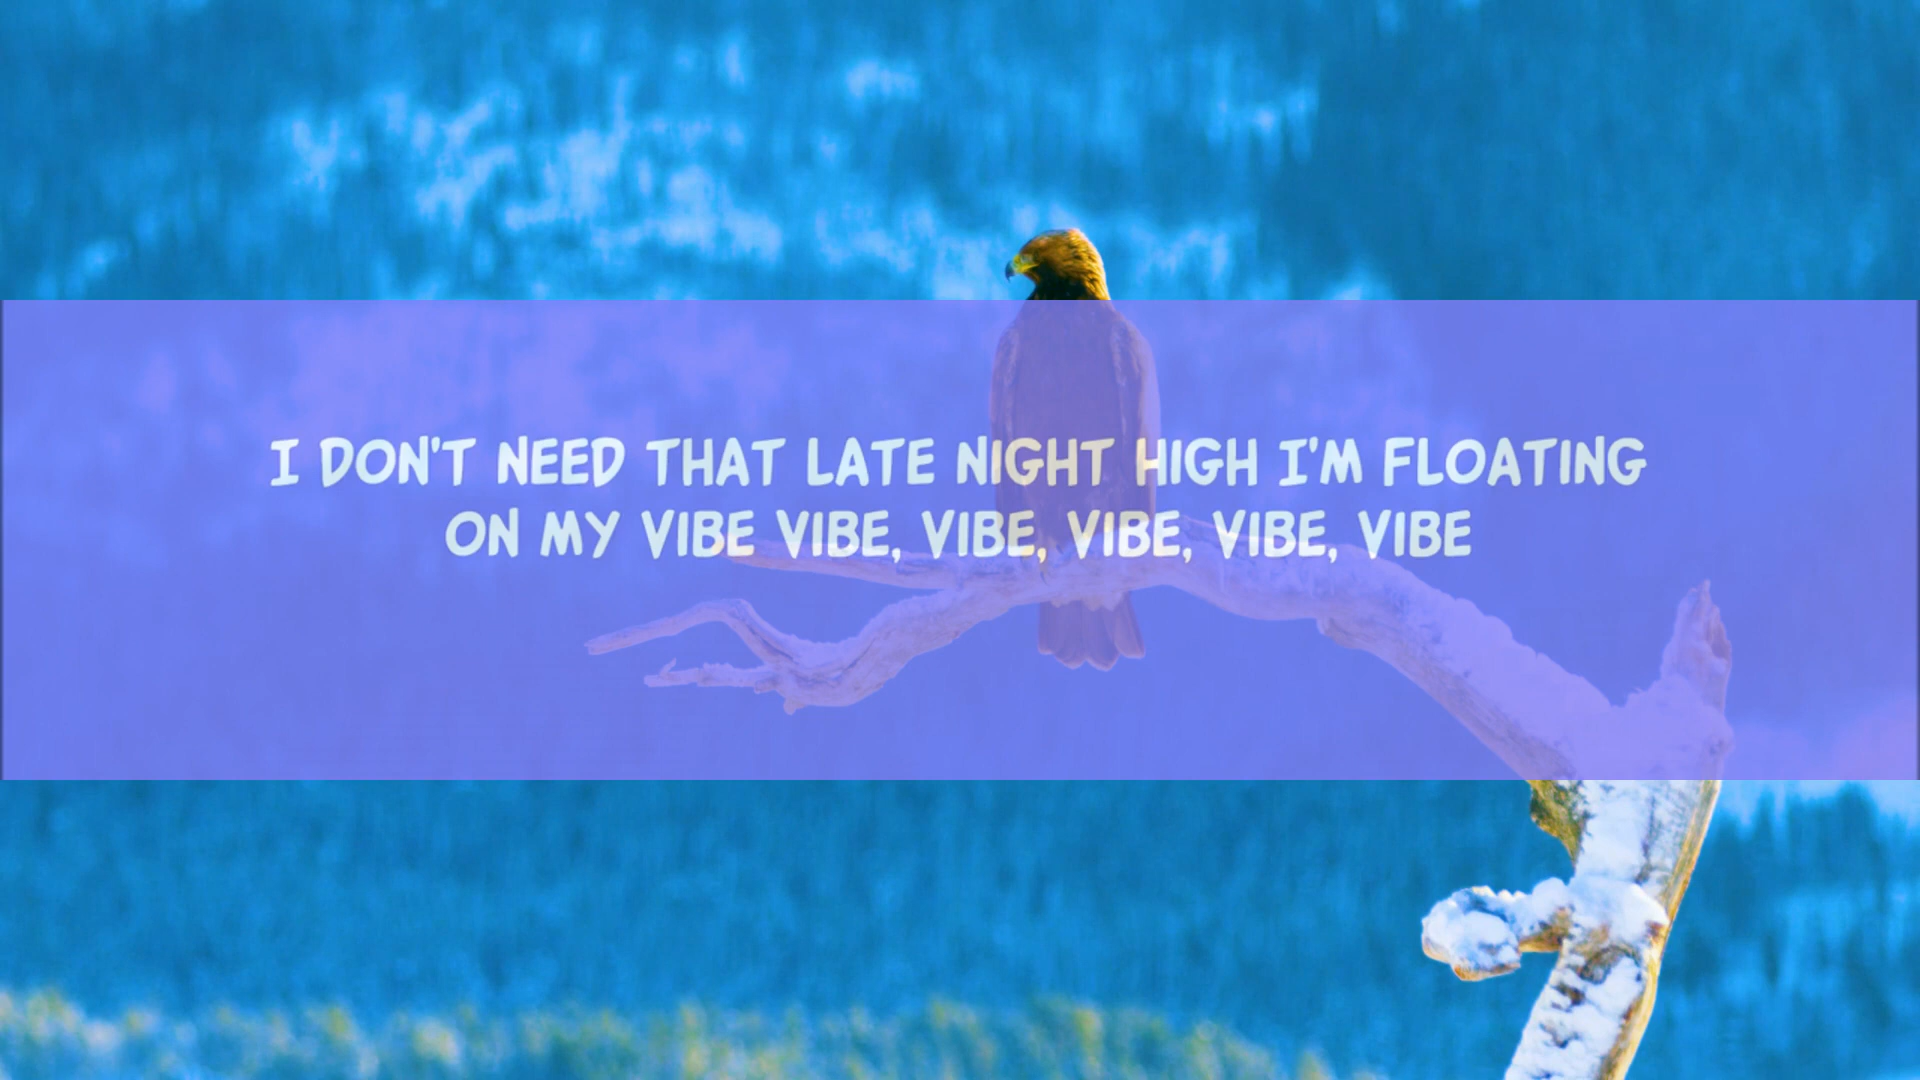 I DON'T NEED THAT LATE NIGHT HIGH I'M FLOATING
ON MY VIBE VIBE, VIBE, VIBE, VIBE, VIBE